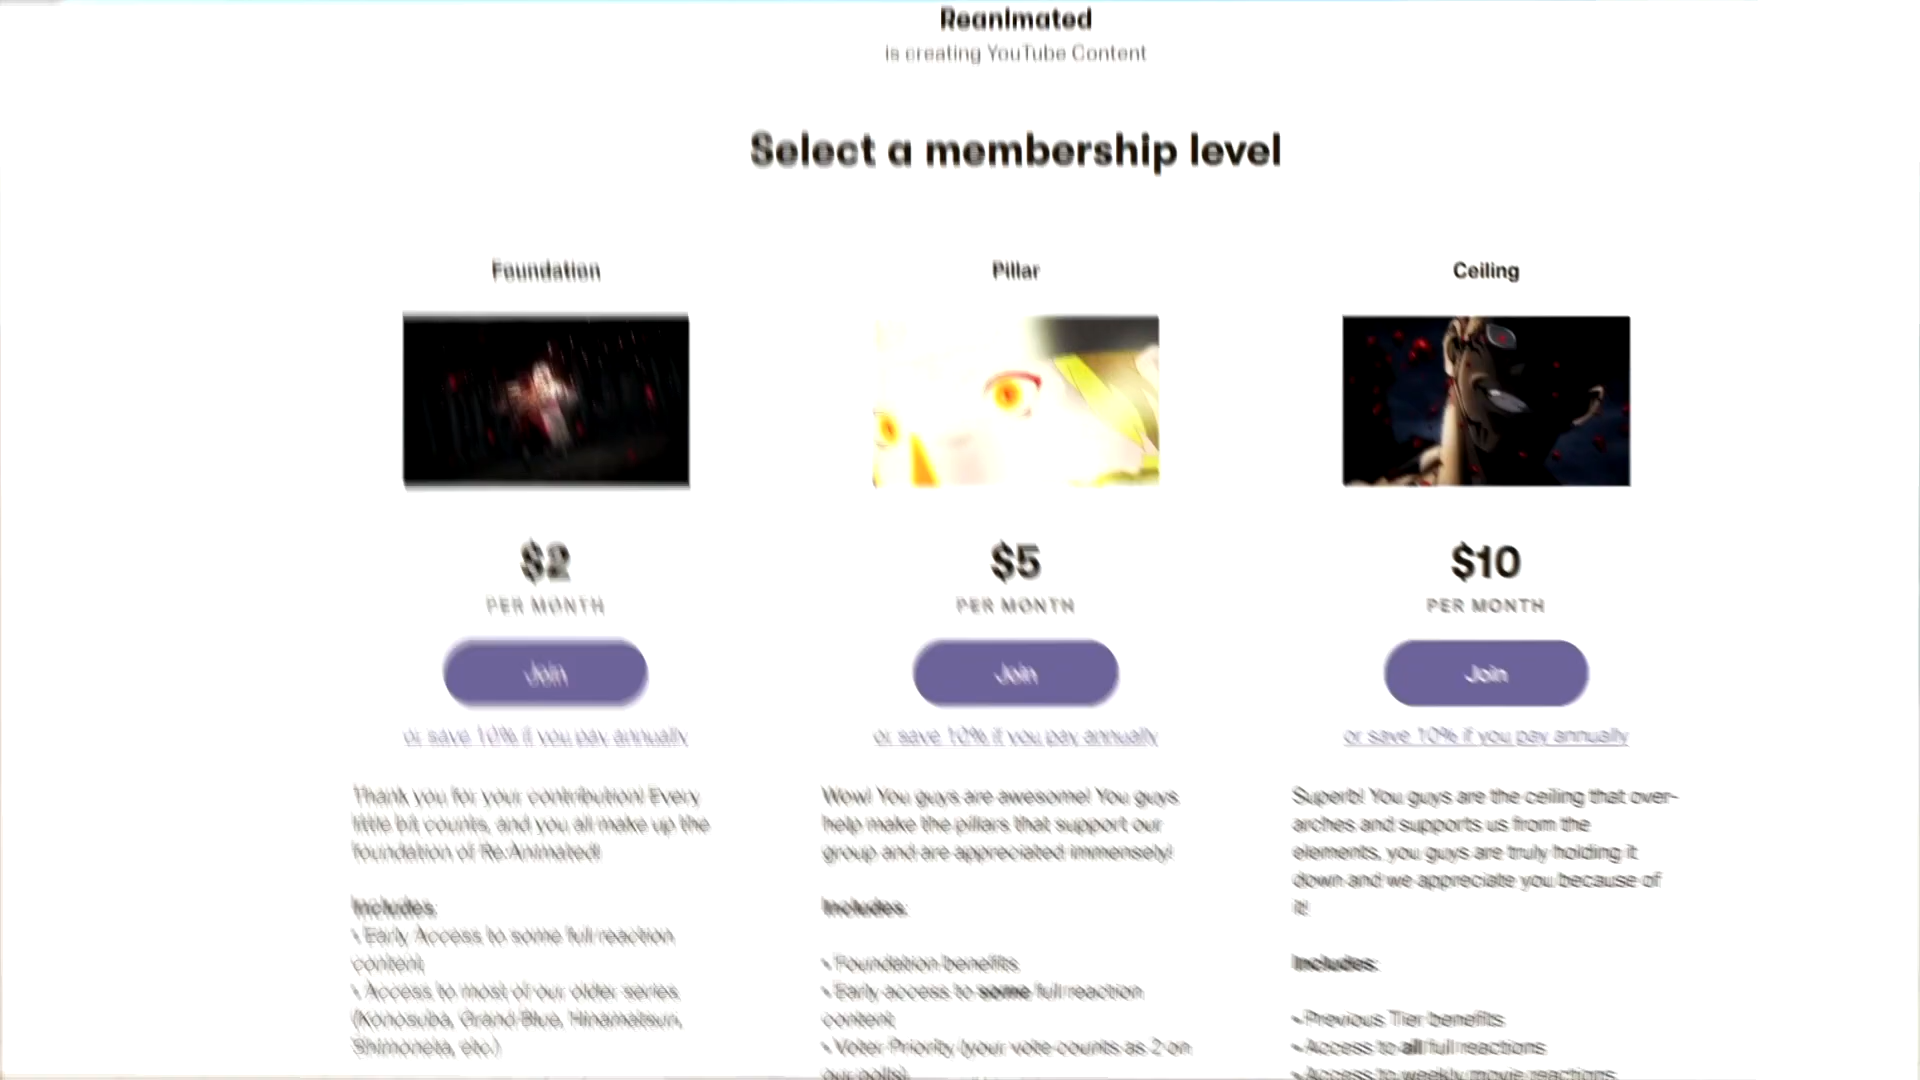 ReanImated
is creating YouTube Content
Select a membership level
Foundation
Pillar
Ceiling
$2
PER MONTH
Join
or save 10% if you pay annually
Thank you for your contribution! Every
little bit counts, and you all make up the
foundation of Re:Animated!
Includes:
• Early Access to some full reaction
content
• Access to most of our older series
(Konosuba, Grand Blue, Hinamatsuri,
Shimoneta, etc.)
$5
PER MONTH
Join
or save 10% if you pay annually
Wow! You guys are awesome! You guys
help make the pillars that support our
group and are appreciated immensely!
Includes:
• Foundation benefits
• Early access to some full reaction
content
• Voter Priority (your vote counts as 2 on
our polls)
$10
PER MONTH
Join
or save 10% if you pay annually
Superb! You guys are the ceiling that over-
arches and supports us from the
elements, you guys are truly holding it
down and we appreciate you because of
it!
Includes:
• Previous Tier benefits
• Access to all full reactions
• Access to weekly movie reactions